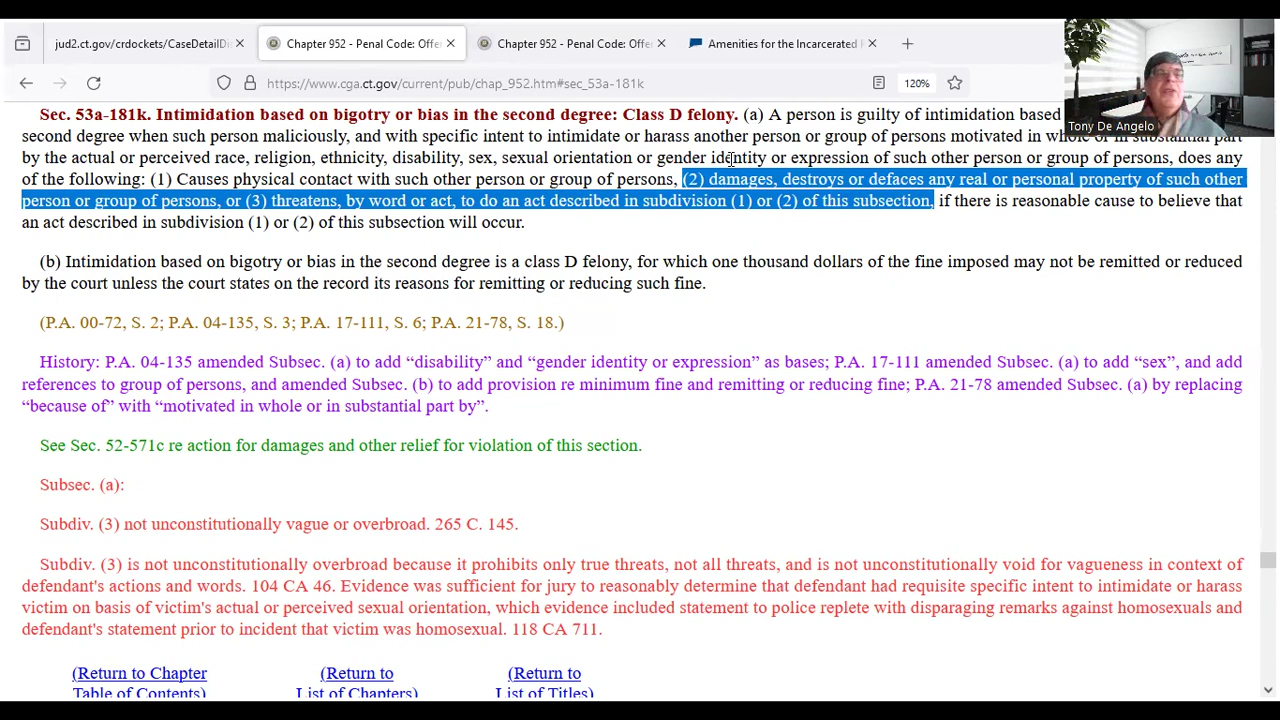 jud2.ct.gov/crdockets/CaseDetailDi
Chapter 952 – Penal Code: Offe
Chapter 952 – Penal Code: Offe
Amenities for the Incarcerated
https://www.cga.ct.gov/current/pub/chap_952.htm#sec_53a-181k
120%
Tony De Angelo
Sec. 53a-181k. Intimidation based on bigotry or bias in the second degree: Class D felony. (a) A person is guilty of intimidation based
second degree when such person maliciously, and with specific intent to intimidate or harass another person or group of persons motivated in whole or in substantial part
by the actual or perceived race, religion, ethnicity, disability, sex, sexual orientation or gender identity or expression of such other person or group of persons, does any
of the following: (1) Causes physical contact with such other person or group of persons, (2) damages, destroys or defaces any real or personal property of such other
person or group of persons, or (3) threatens, by word or act, to do an act described in subdivision (1) or (2) of this subsection, if there is reasonable cause to believe that
an act described in subdivision (1) or (2) of this subsection will occur.
(b) Intimidation based on bigotry or bias in the second degree is a class D felony, for which one thousand dollars of the fine imposed may not be remitted or reduced
by the court unless the court states on the record its reasons for remitting or reducing such fine.
(P.A. 00-72, S. 2; P.A. 04-135, S. 3; P.A. 17-111, S. 6; P.A. 21-78, S. 18.)
History: P.A. 04-135 amended Subsec. (a) to add “disability” and “gender identity or expression” as bases; P.A. 17-111 amended Subsec. (a) to add “sex”, and add
references to group of persons, and amended Subsec. (b) to add provision re minimum fine and remitting or reducing fine; P.A. 21-78 amended Subsec. (a) by replacing
“because of” with “motivated in whole or in substantial part by”.
See Sec. 52-571c re action for damages and other relief for violation of this section.
Subsec. (a):
Subdiv. (3) not unconstitutionally vague or overbroad. 265 C. 145.
Subdiv. (3) is not unconstitutionally overbroad because it prohibits only true threats, not all threats, and is not unconstitutionally void for vagueness in context of
defendant's actions and words. 104 CA 46. Evidence was sufficient for jury to reasonably determine that defendant had requisite specific intent to intimidate or harass
victim on basis of victim's actual or perceived sexual orientation, which evidence included statement to police replete with disparaging remarks against homosexuals and
defendant's statement prior to incident that victim was homosexual. 118 CA 711.
(Return to Chapter
Table of Contents)
(Return to
List of Chapters)
(Return to
List of Titles)